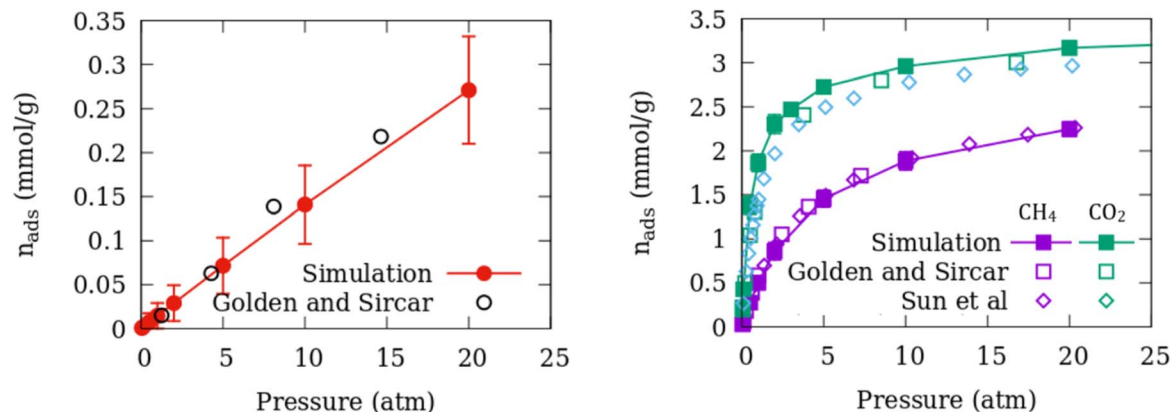 0.35
0.3
0.25
0.2
0.15
0.1
0.05
0
n_ads (mmol/g)
Simulation
Golden and Sircar
0 5 10 15 20 25
Pressure (atm)
3.5
3
2.5
2
1.5
1
0.5
0
n_ads (mmol/g)
CH₄ CO₂
Simulation
Golden and Sircar
Sun et al
0 5 10 15 20 25
Pressure (atm)